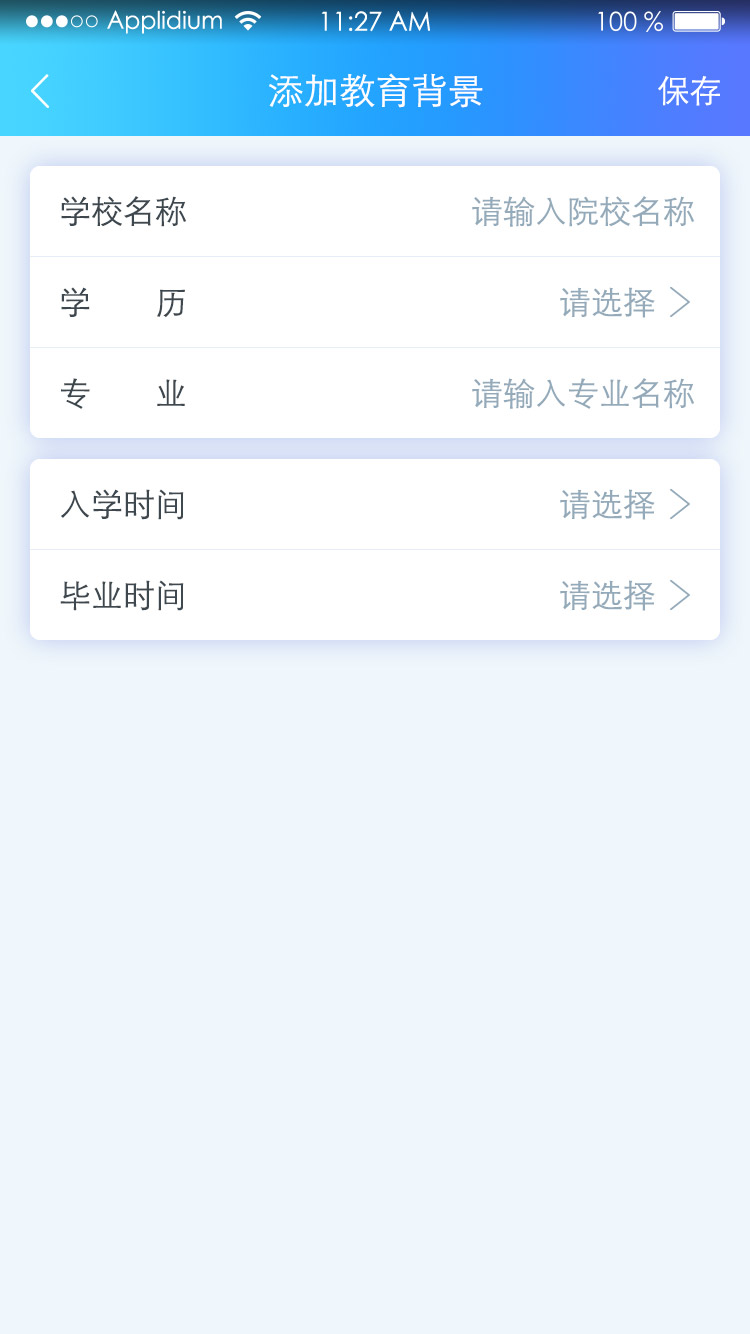 Applidium 11:27 AM 100 %
添加教育背景 保存
学校名称 请输入院校名称
学 历 请选择
专 业 请输入专业名称
入学时间 请选择
毕业时间 请选择